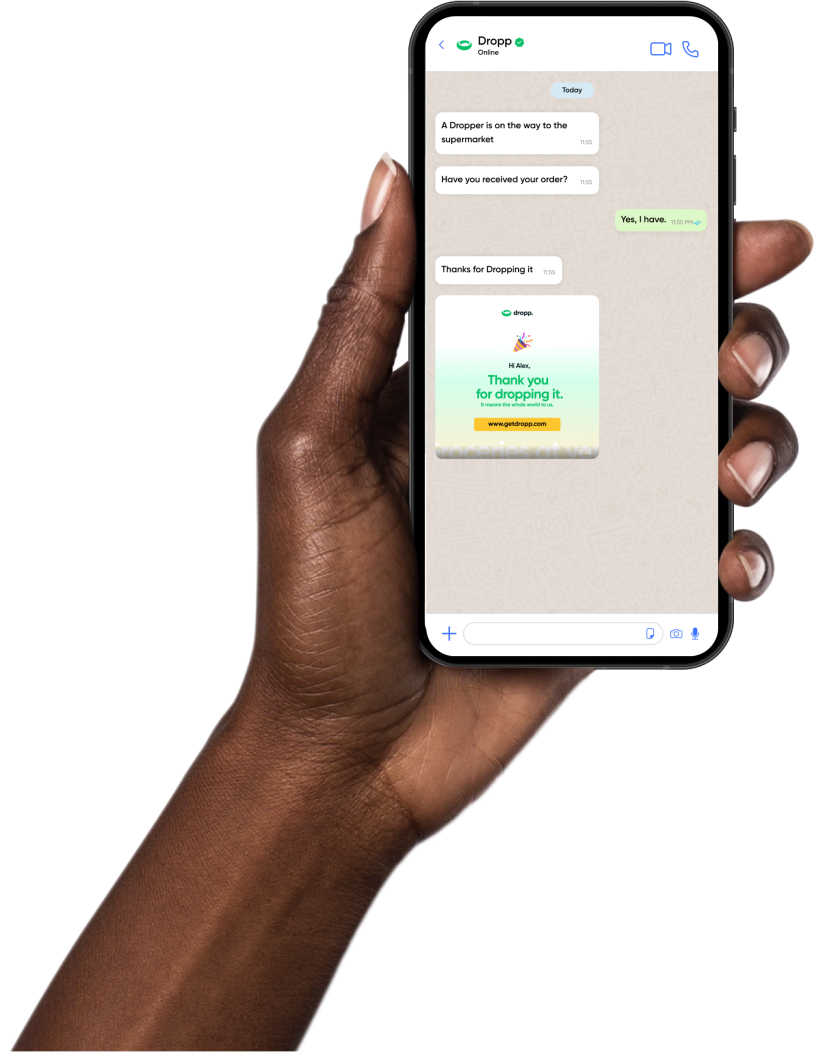 Dropp
Online
Today
A Dropper is on the way to the
supermarket
11:55
Have you received your order?
11:55
Yes, I have.
11:55 PM
Thanks for Dropping it
11:55
dropp.
Hi Alex,
Thank you
for dropping it.
It means the whole world to us.
www.getdropp.com